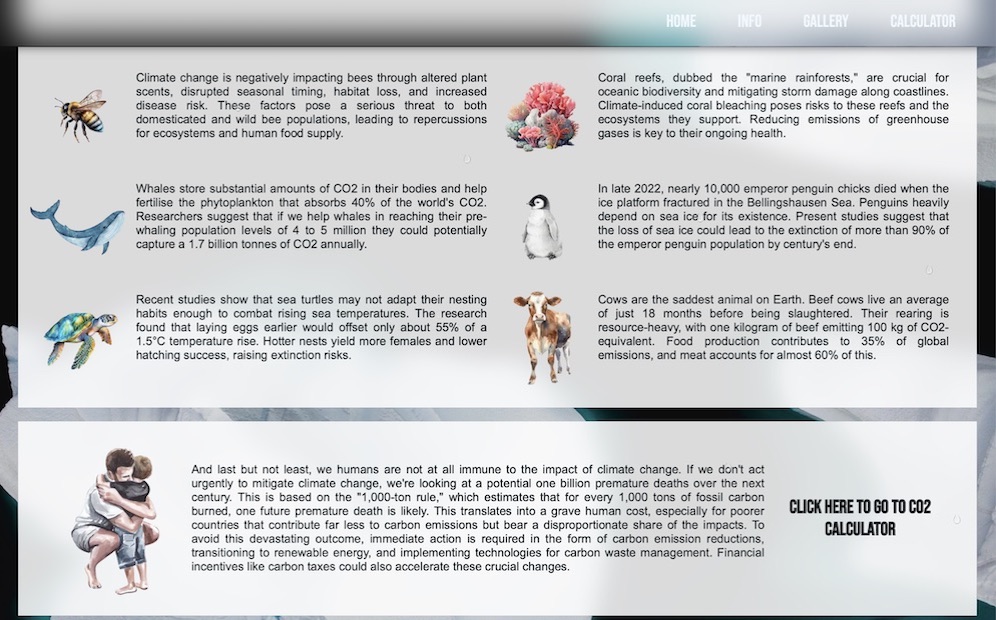 HOME INFO GALLERY CALCULATOR
Climate change is negatively impacting bees through altered plant
scents, disrupted seasonal timing, habitat loss, and increased
disease risk. These factors pose a serious threat to both
domesticated and wild bee populations, leading to repercussions
for ecosystems and human food supply.
Coral reefs, dubbed the "marine rainforests," are crucial for
oceanic biodiversity and mitigating storm damage along coastlines.
Climate-induced coral bleaching poses risks to these reefs and the
ecosystems they support. Reducing emissions of greenhouse
gases is key to their ongoing health.
Whales store substantial amounts of CO2 in their bodies and help
fertilise the phytoplankton that absorbs 40% of the world's CO2.
Researchers suggest that if we help whales in reaching their pre-
whaling population levels of 4 to 5 million they could potentially
capture a 1.7 billion tonnes of CO2 annually.
In late 2022, nearly 10,000 emperor penguin chicks died when the
ice platform fractured in the Bellingshausen Sea. Penguins heavily
depend on sea ice for its existence. Present studies suggest that
the loss of sea ice could lead to the extinction of more than 90% of
the emperor penguin population by century's end.
Recent studies show that sea turtles may not adapt their nesting
habits enough to combat rising sea temperatures. The research
found that laying eggs earlier would offset only about 55% of a
1.5°C temperature rise. Hotter nests yield more females and lower
hatching success, raising extinction risks.
Cows are the saddest animal on Earth. Beef cows live an average
of just 18 months before being slaughtered. Their rearing is
resource-heavy, with one kilogram of beef emitting 100 kg of CO2-
equivalent. Food production contributes to 35% of global
emissions, and meat accounts for almost 60% of this.
And last but not least, we humans are not at all immune to the impact of climate change. If we don't act
urgently to mitigate climate change, we're looking at a potential one billion premature deaths over the next
century. This is based on the "1,000-ton rule," which estimates that for every 1,000 tons of fossil carbon
burned, one future premature death is likely. This translates into a grave human cost, especially for poorer
countries that contribute far less to carbon emissions but bear a disproportionate share of the impacts. To
avoid this devastating outcome, immediate action is required in the form of carbon emission reductions,
transitioning to renewable energy, and implementing technologies for carbon waste management. Financial
incentives like carbon taxes could also accelerate these crucial changes.
CLICK HERE TO GO TO CO2
CALCULATOR